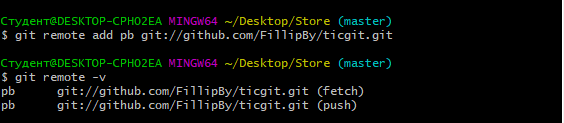 Студент@DESKTOP-CPHO2EA MINGW64 ~/Desktop/Store (master)
$ git remote add pb git://github.com/FillipBy/ticgit.git
Студент@DESKTOP-CPHO2EA MINGW64 ~/Desktop/Store (master)
$ git remote -v
pb      git://github.com/FillipBy/ticgit.git (fetch)
pb      git://github.com/FillipBy/ticgit.git (push)